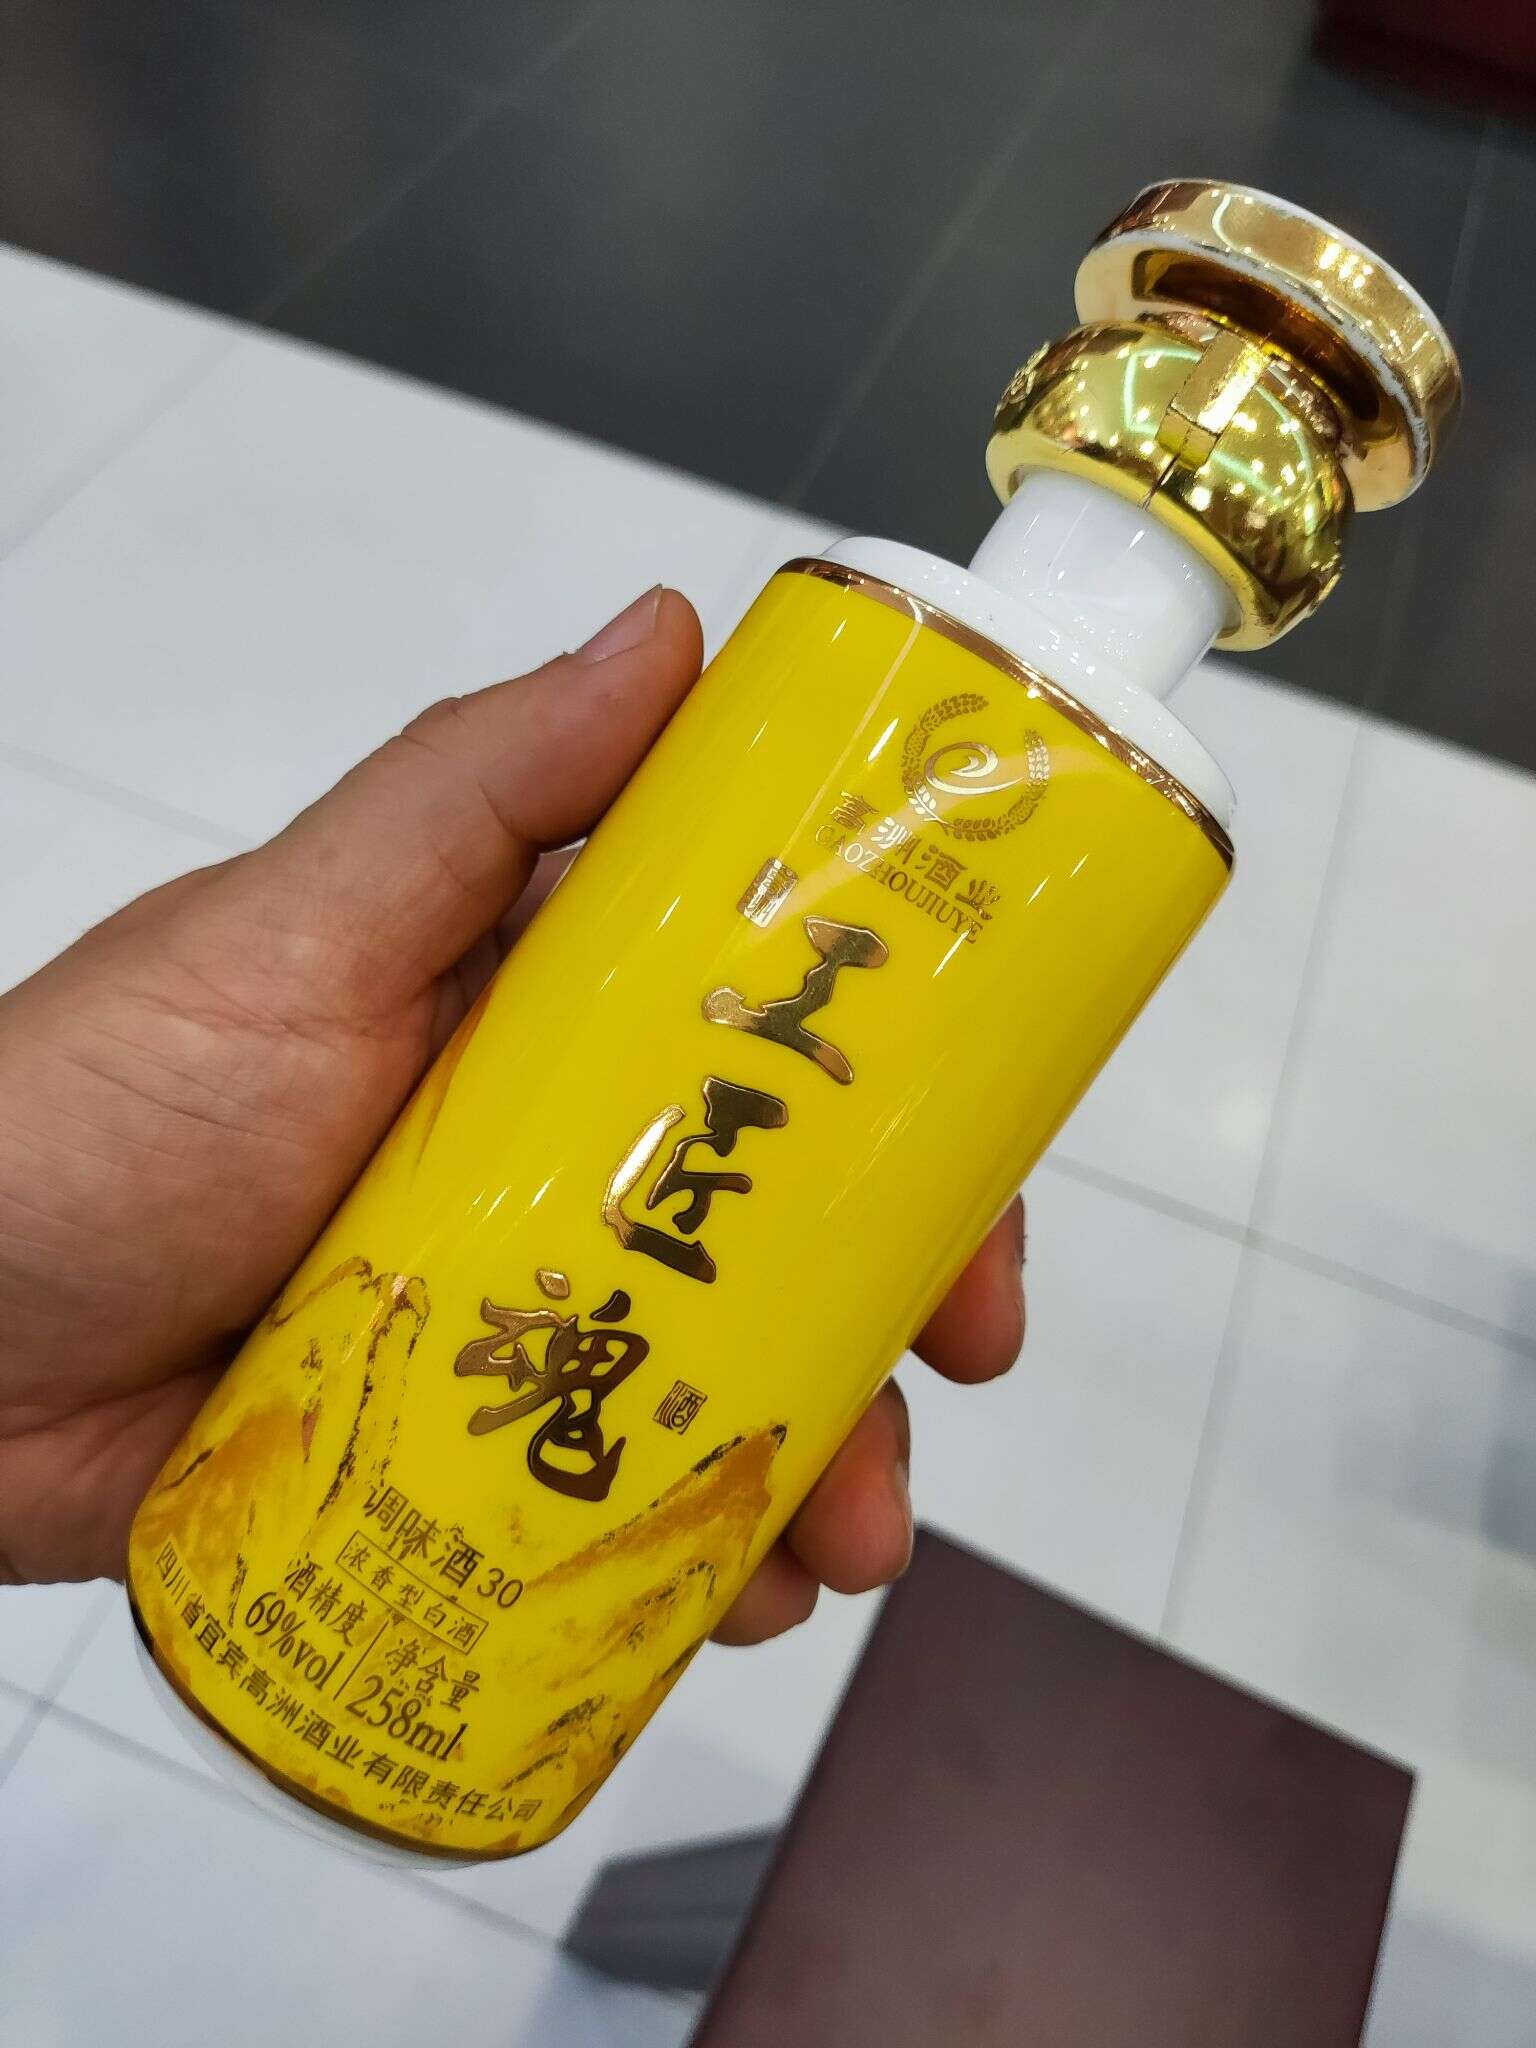 高洲酒业
GAOZHOUJIUYE
工匠魂
酒
调味酒30
浓香型白酒
酒精度
69%vol
净含量
258ml
四川省宜宾高洲酒业有限责任公司